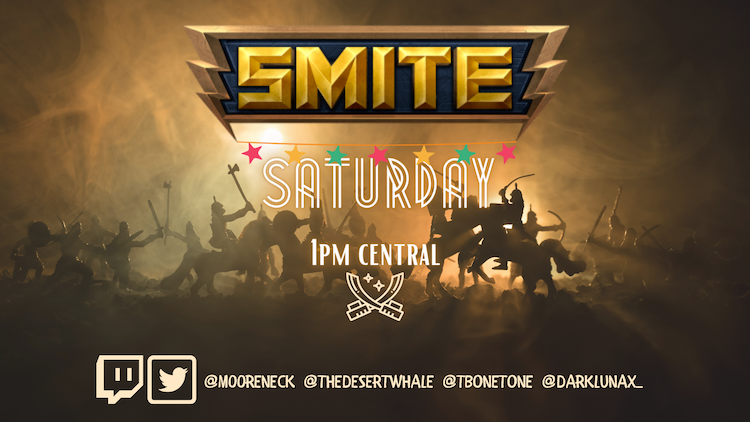 SMITE
SATURDAY
1PM CENTRAL
@MOORENECK @THEDESERTWHALE @TBONETONE @DARKLUNAX_